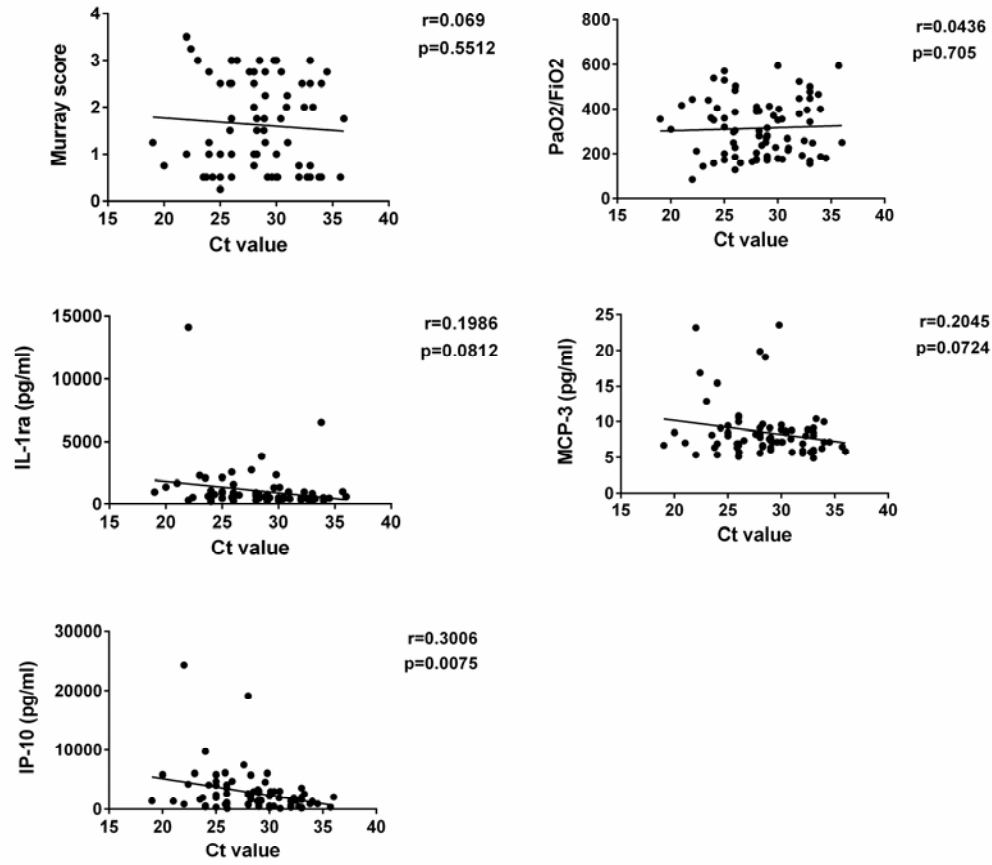 r=0.069
p=0.5512
Murray score
4
3
2
1
0
15 20 25 30 35 40
Ct value
r=0.0436
p=0.705
PaO2/FiO2
800
600
400
200
0
15 20 25 30 35 40
Ct value
r=0.1986
p=0.0812
IL-1ra (pg/ml)
15000
10000
5000
0
15 20 25 30 35 40
Ct value
r=0.2045
p=0.0724
MCP-3 (pg/ml)
25
20
15
10
5
0
15 20 25 30 35 40
Ct value
r=0.3006
p=0.0075
IP-10 (pg/ml)
30000
20000
10000
0
15 20 25 30 35 40
Ct value